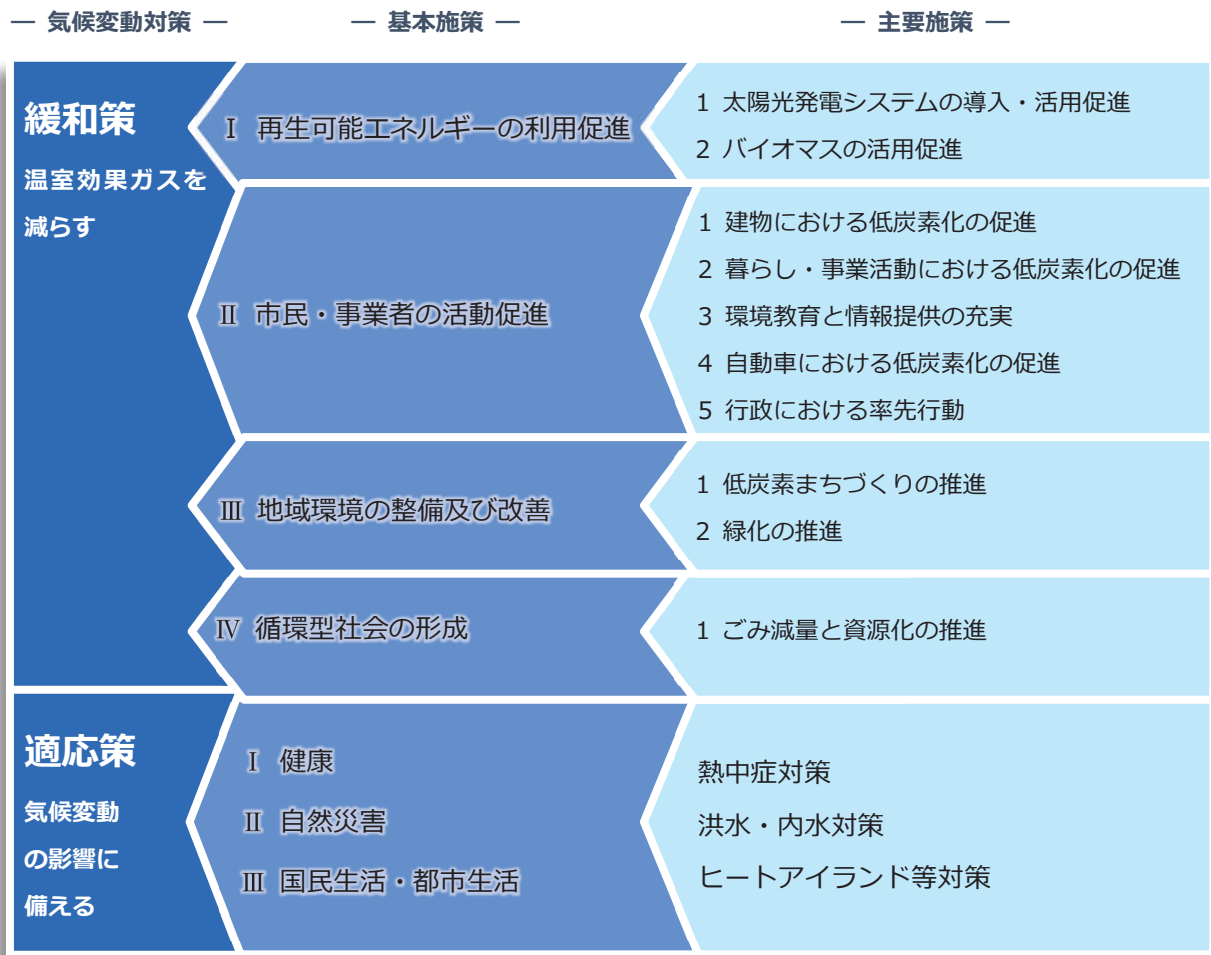 ― 気候変動対策 ―
― 基本施策 ―
― 主要施策 ―
緩和策
温室効果ガスを
減らす
Ⅰ 再生可能エネルギーの利用促進
1 太陽光発電システムの導入・活用促進
2 バイオマスの活用促進
Ⅱ 市民・事業者の活動促進
1 建物における低炭素化の促進
2 暮らし・事業活動における低炭素化の促進
3 環境教育と情報提供の充実
4 自動車における低炭素化の促進
5 行政における率先行動
Ⅲ 地域環境の整備及び改善
1 低炭素まちづくりの推進
2 緑化の推進
Ⅳ 循環型社会の形成
1 ごみ減量と資源化の推進
適応策
気候変動
の影響に
備える
Ⅰ 健康
Ⅱ 自然災害
Ⅲ 国民生活・都市生活
熱中症対策
洪水・内水対策
ヒートアイランド等対策